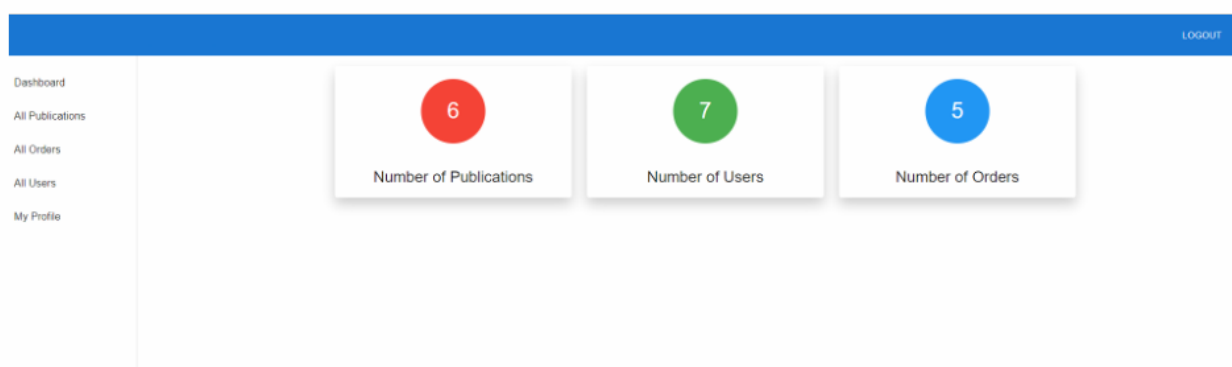 LOGOUT
Dashboard
All Publications
All Orders
All Users
My Profile
6
Number of Publications
7
Number of Users
5
Number of Orders